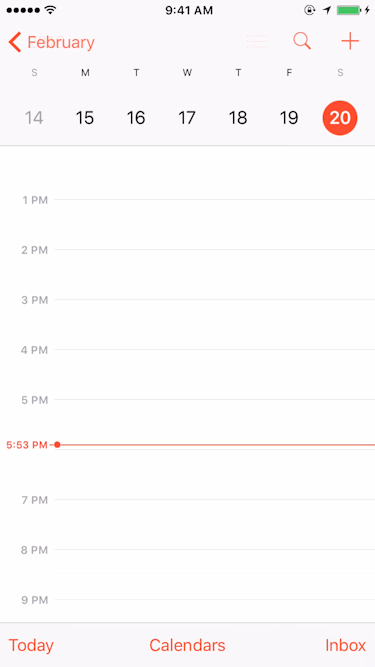 9:41 AM
February
S M T W T F S
14 15 16 17 18 19 20
1 PM
2 PM
3 PM
4 PM
5 PM
5:53 PM
7 PM
8 PM
9 PM
Today Calendars Inbox